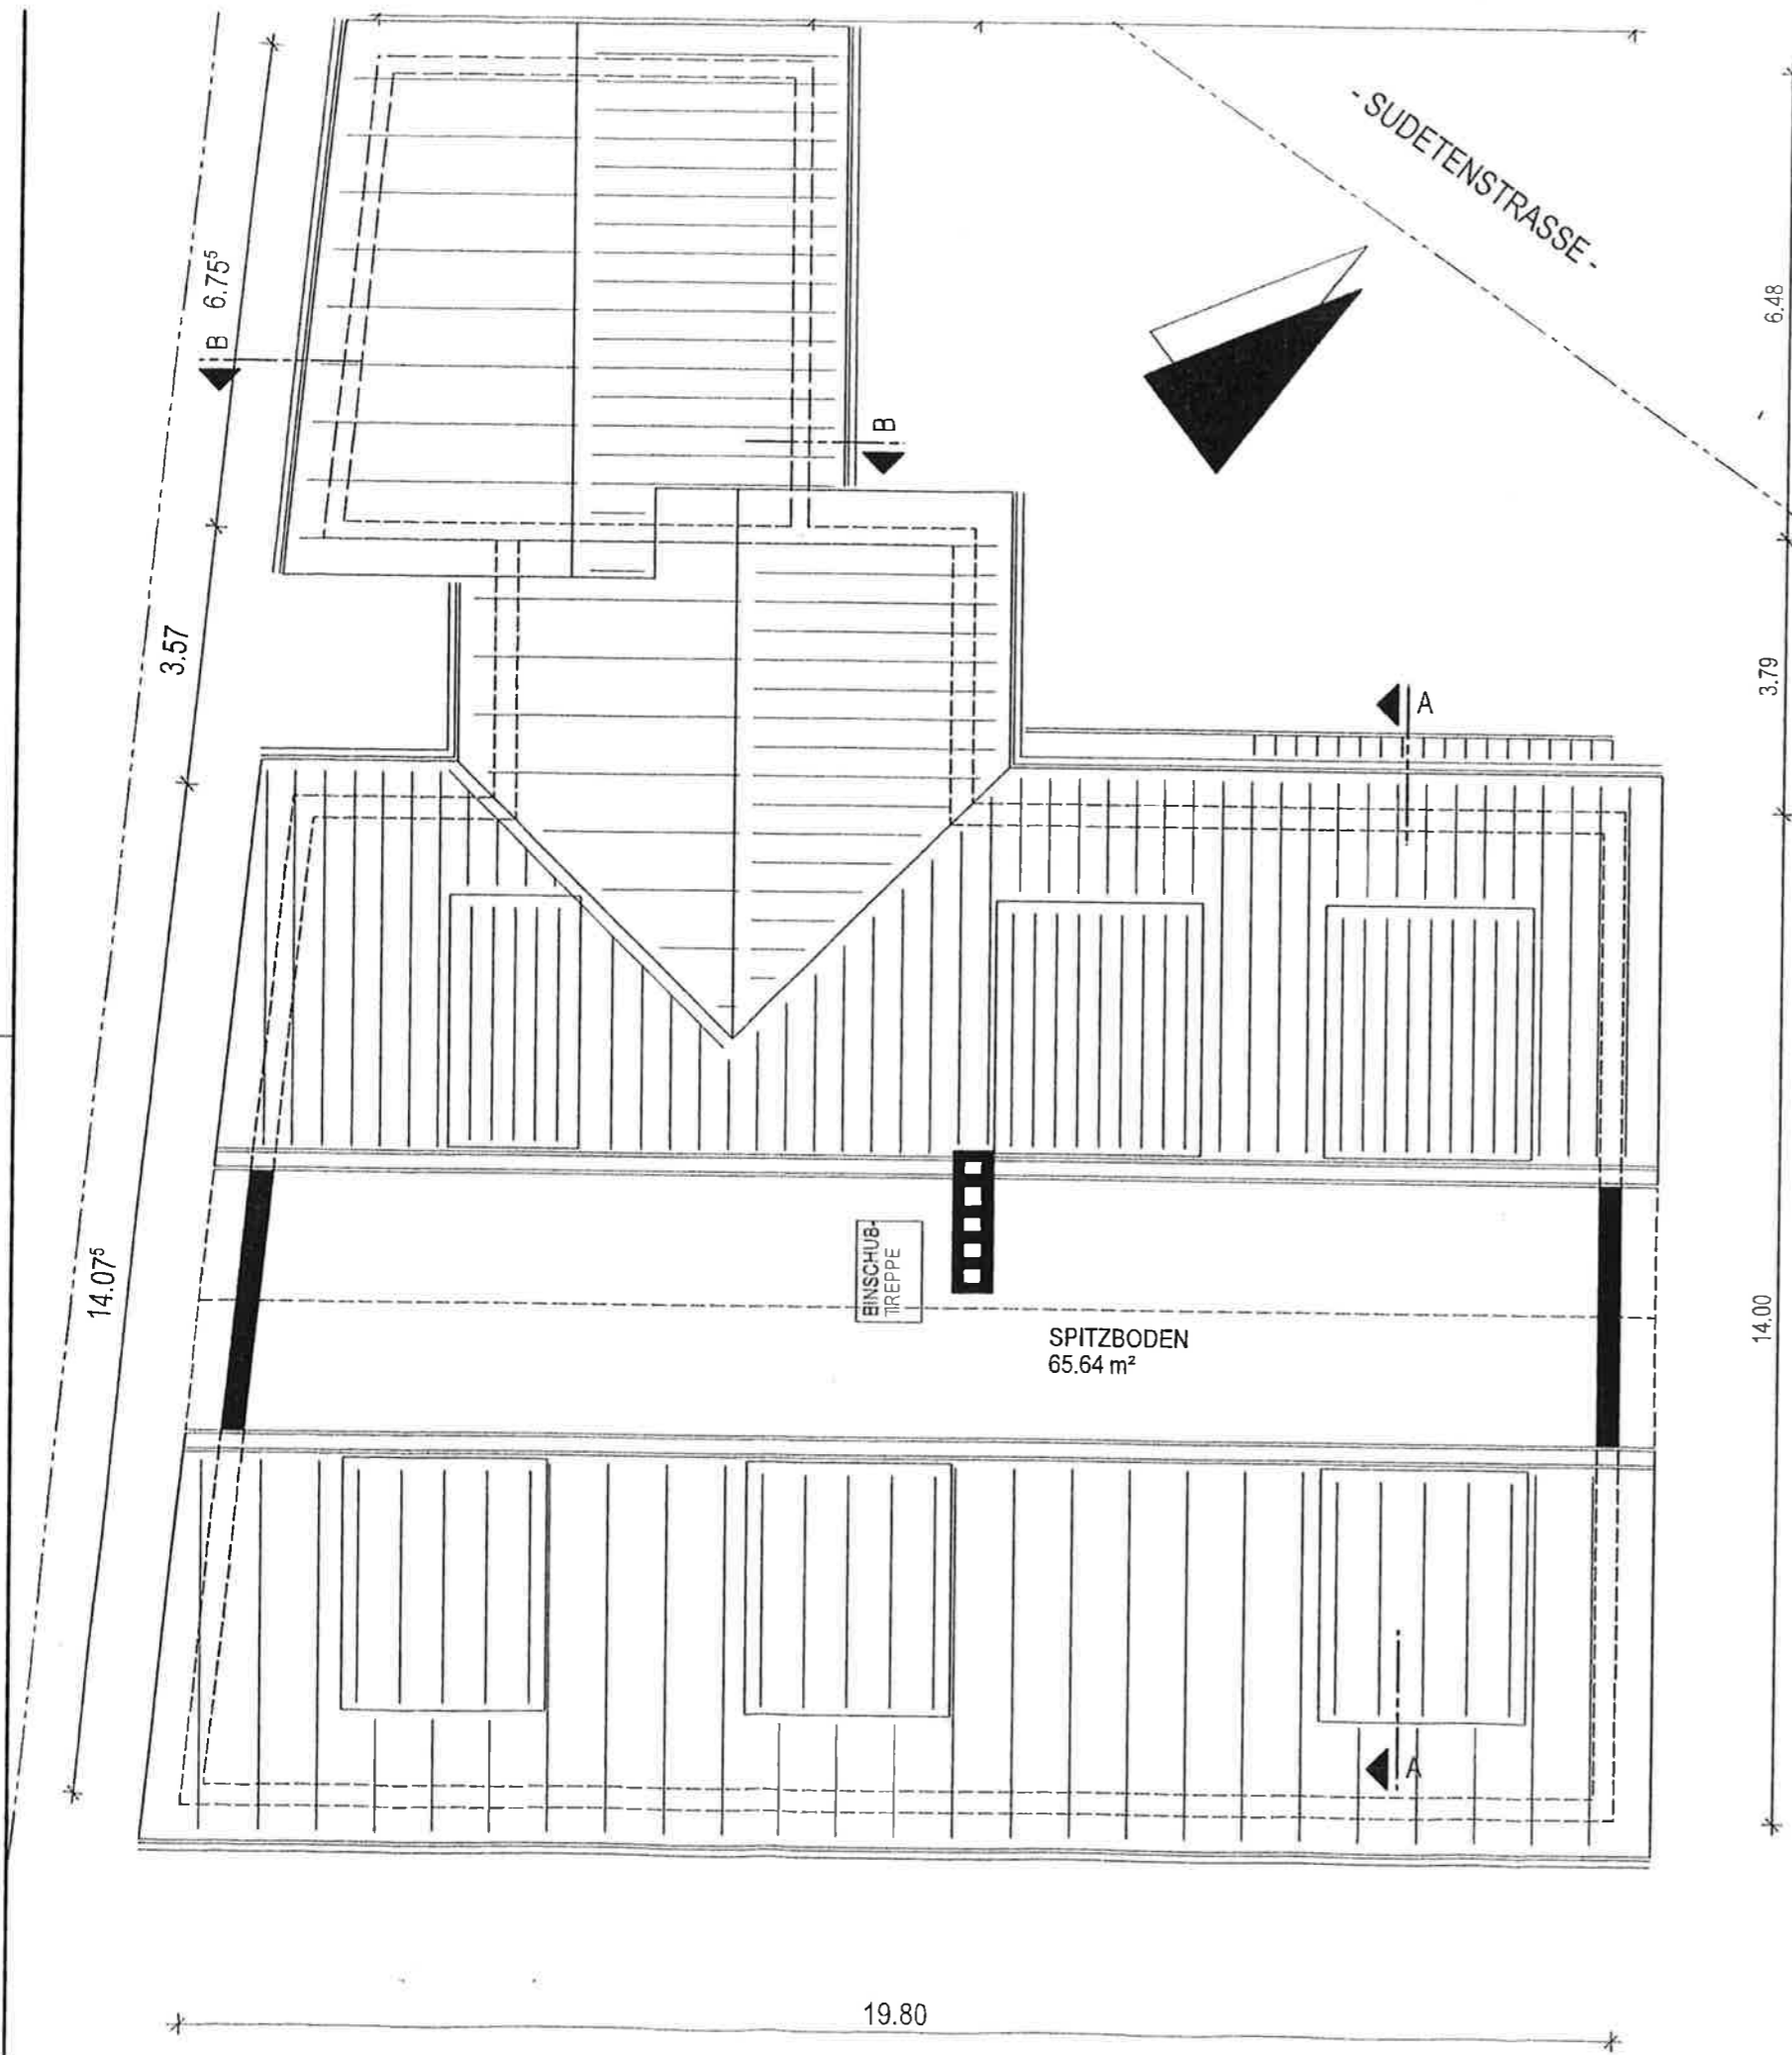 - SUDETENSTRASSE -
B 6.75⁵
6.48
B
3.57
3.79
A
14.07⁵
EINSCHUB-
TREPPE
SPITZBODEN
65.64 m²
14.00
A
19.80